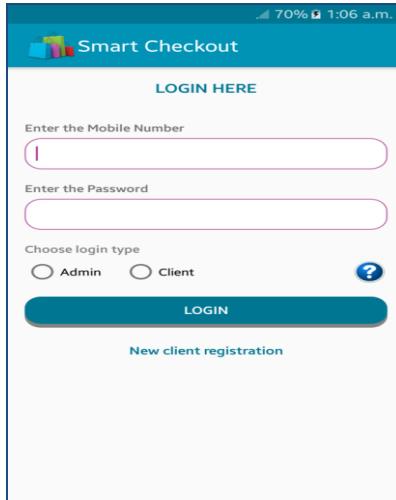 70% 1:06 a.m.
Smart Checkout
LOGIN HERE
Enter the Mobile Number
Enter the Password
Choose login type
Admin Client ?
LOGIN
New client registration